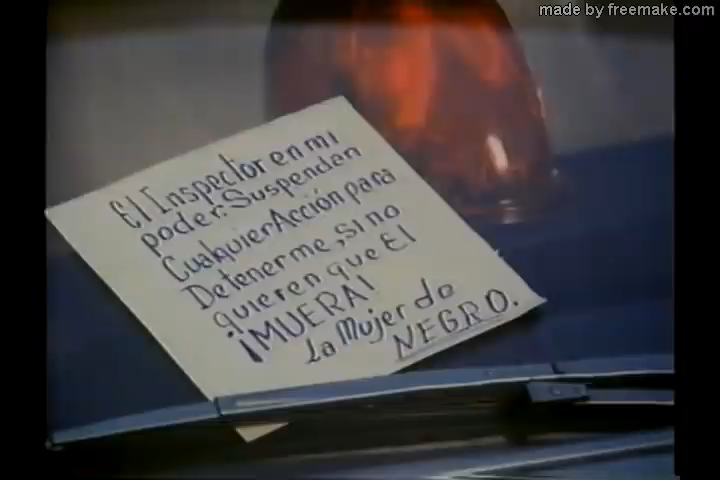 made by freemake.com
El Inspector en mi
poder. Suspendan
Cualquier Acción para
Detenerme, si no
quieren que El
¡MUERA!
La Mujer de
NEGRO.